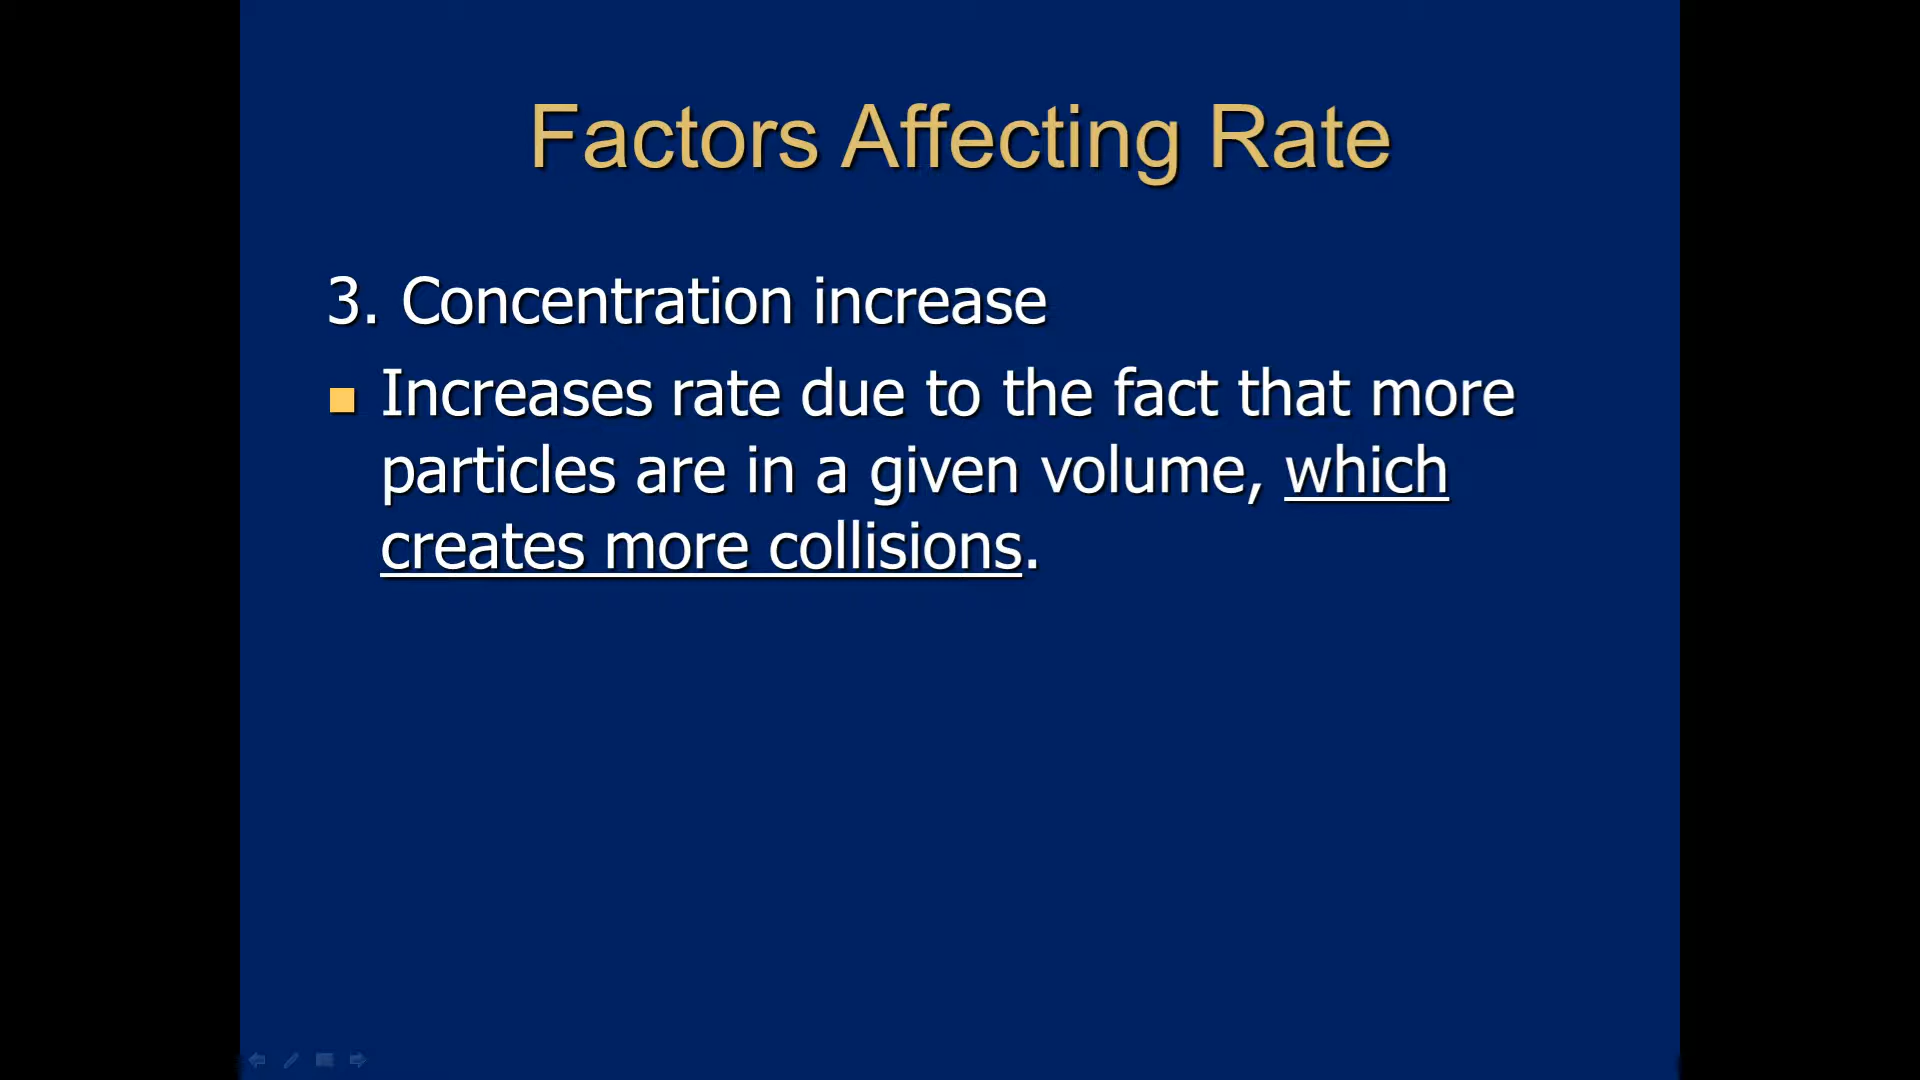 Factors Affecting Rate
3. Concentration increase
Increases rate due to the fact that more
particles are in a given volume, which
creates more collisions.